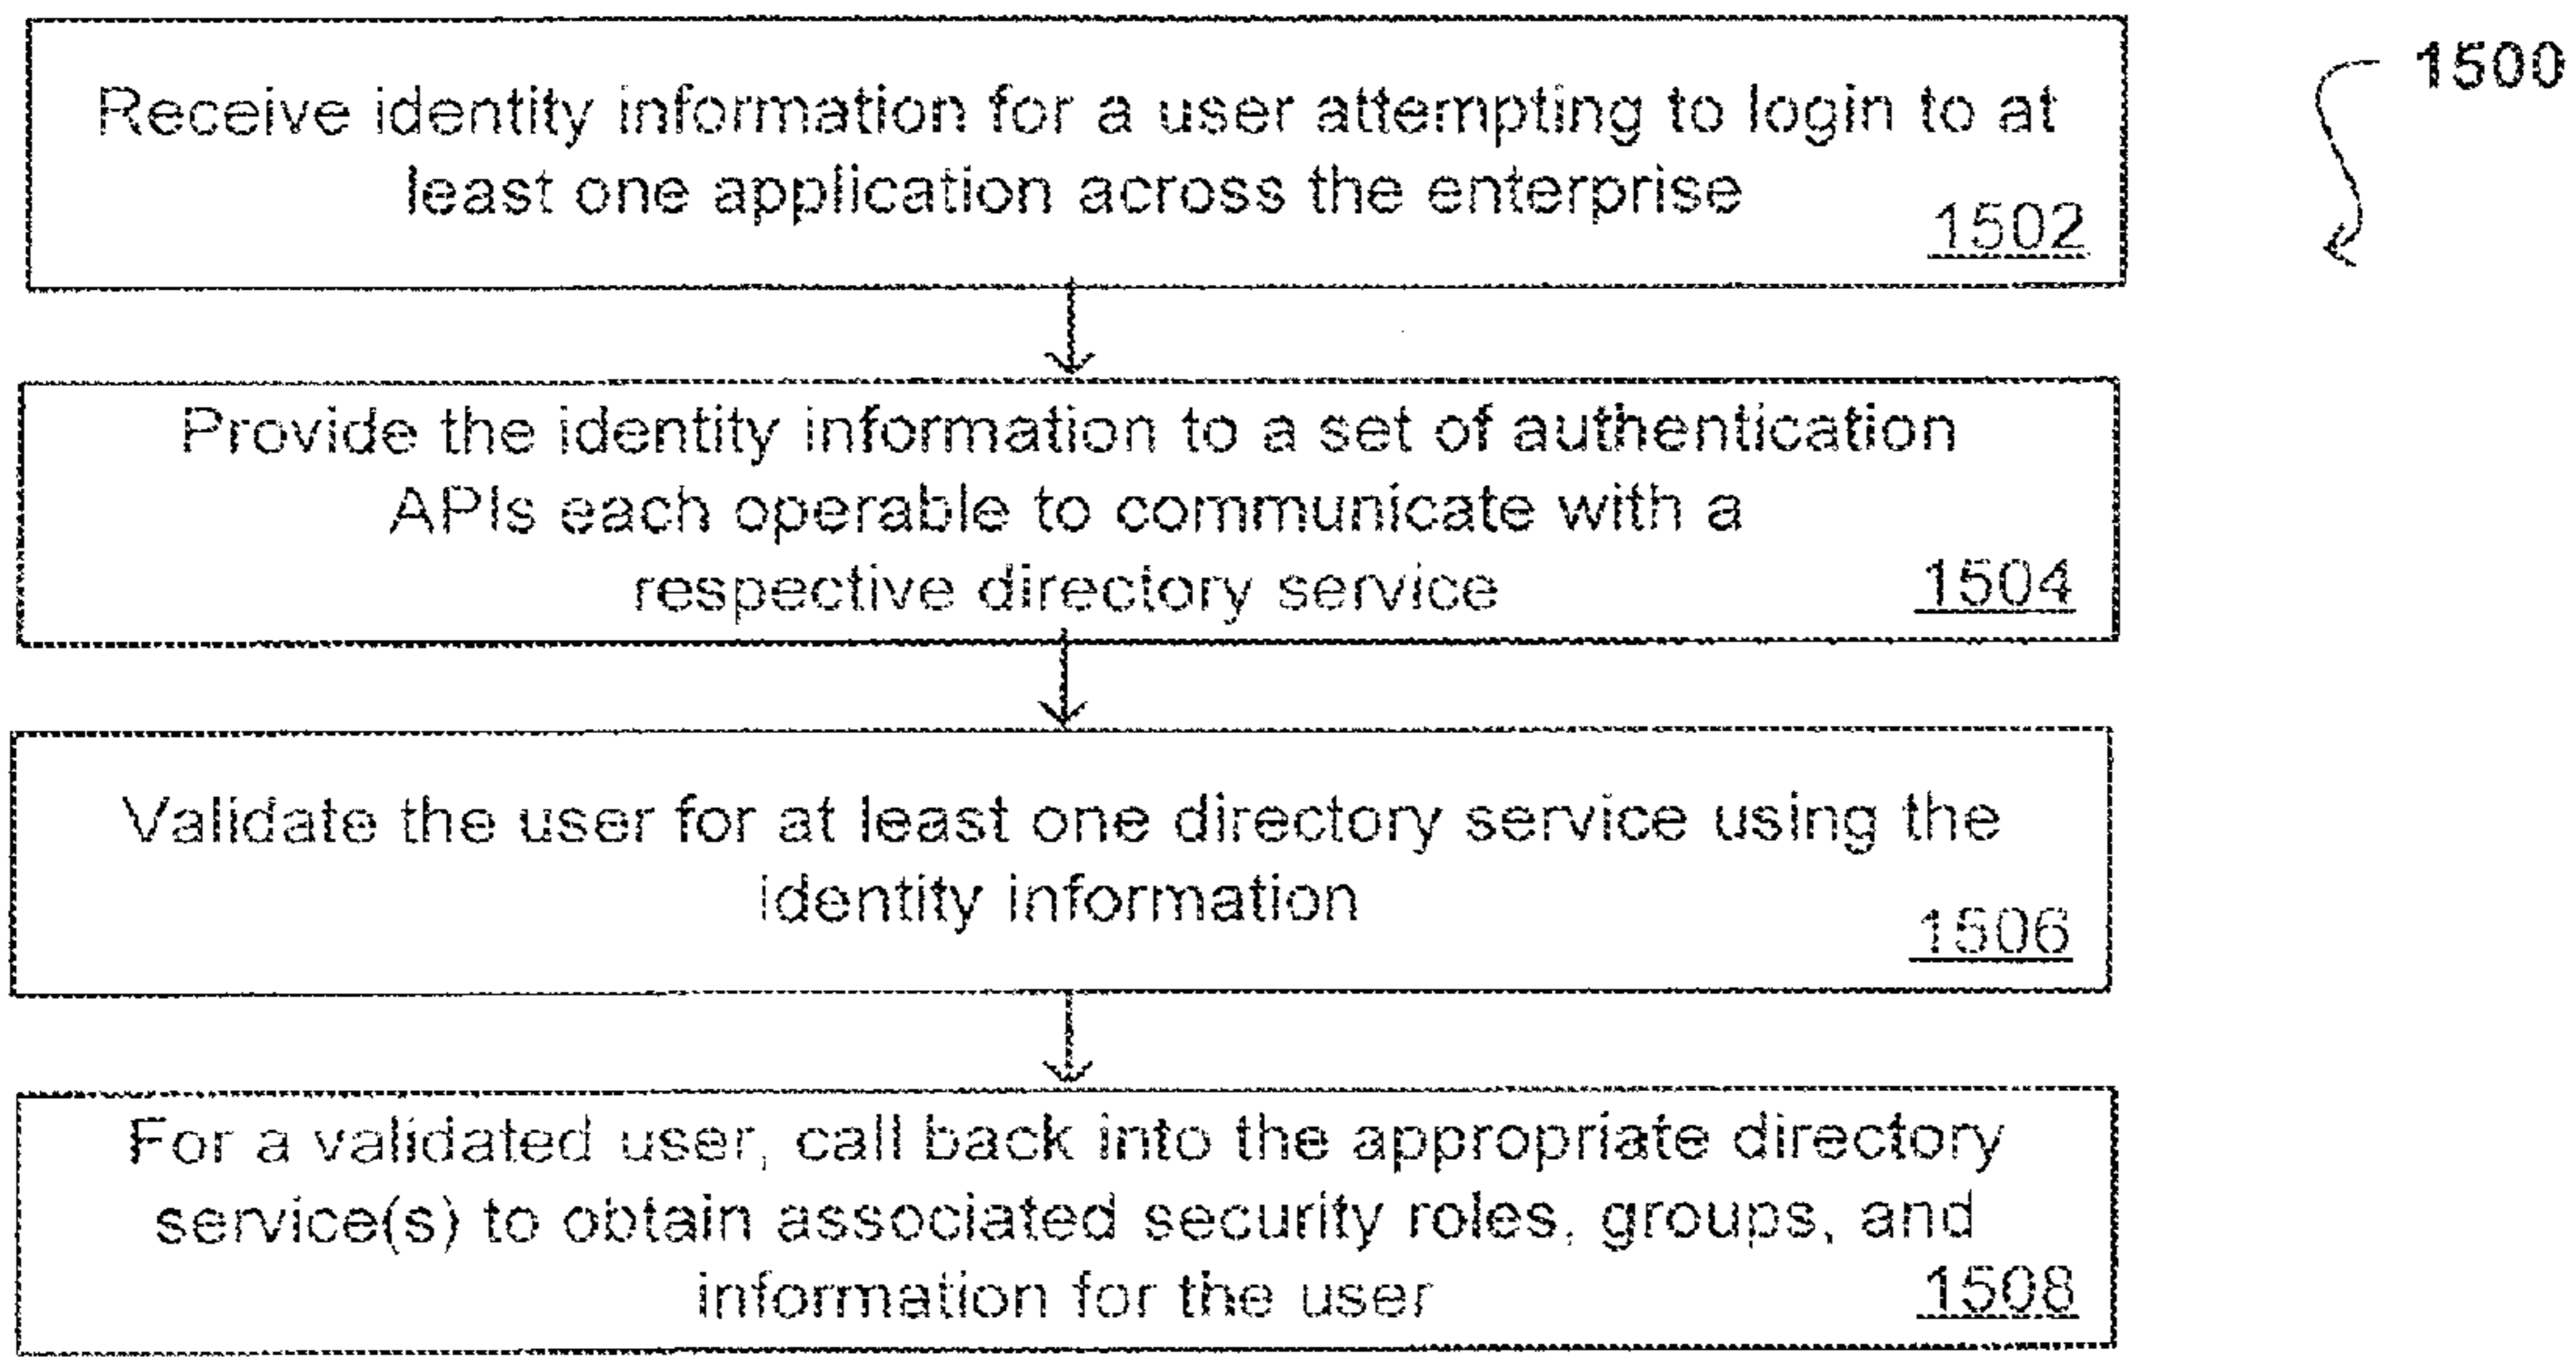 1500
Receive identity information for a user attempting to login to at
least one application across the enterprise
1502
Provide the identity information to a set of authentication
APIs each operable to communicate with a
respective directory service
1504
Validate the user for at least one directory service using the
identity information
1506
For a validated user, call back into the appropriate directory
service(s) to obtain associated security roles, groups, and
information for the user
1508